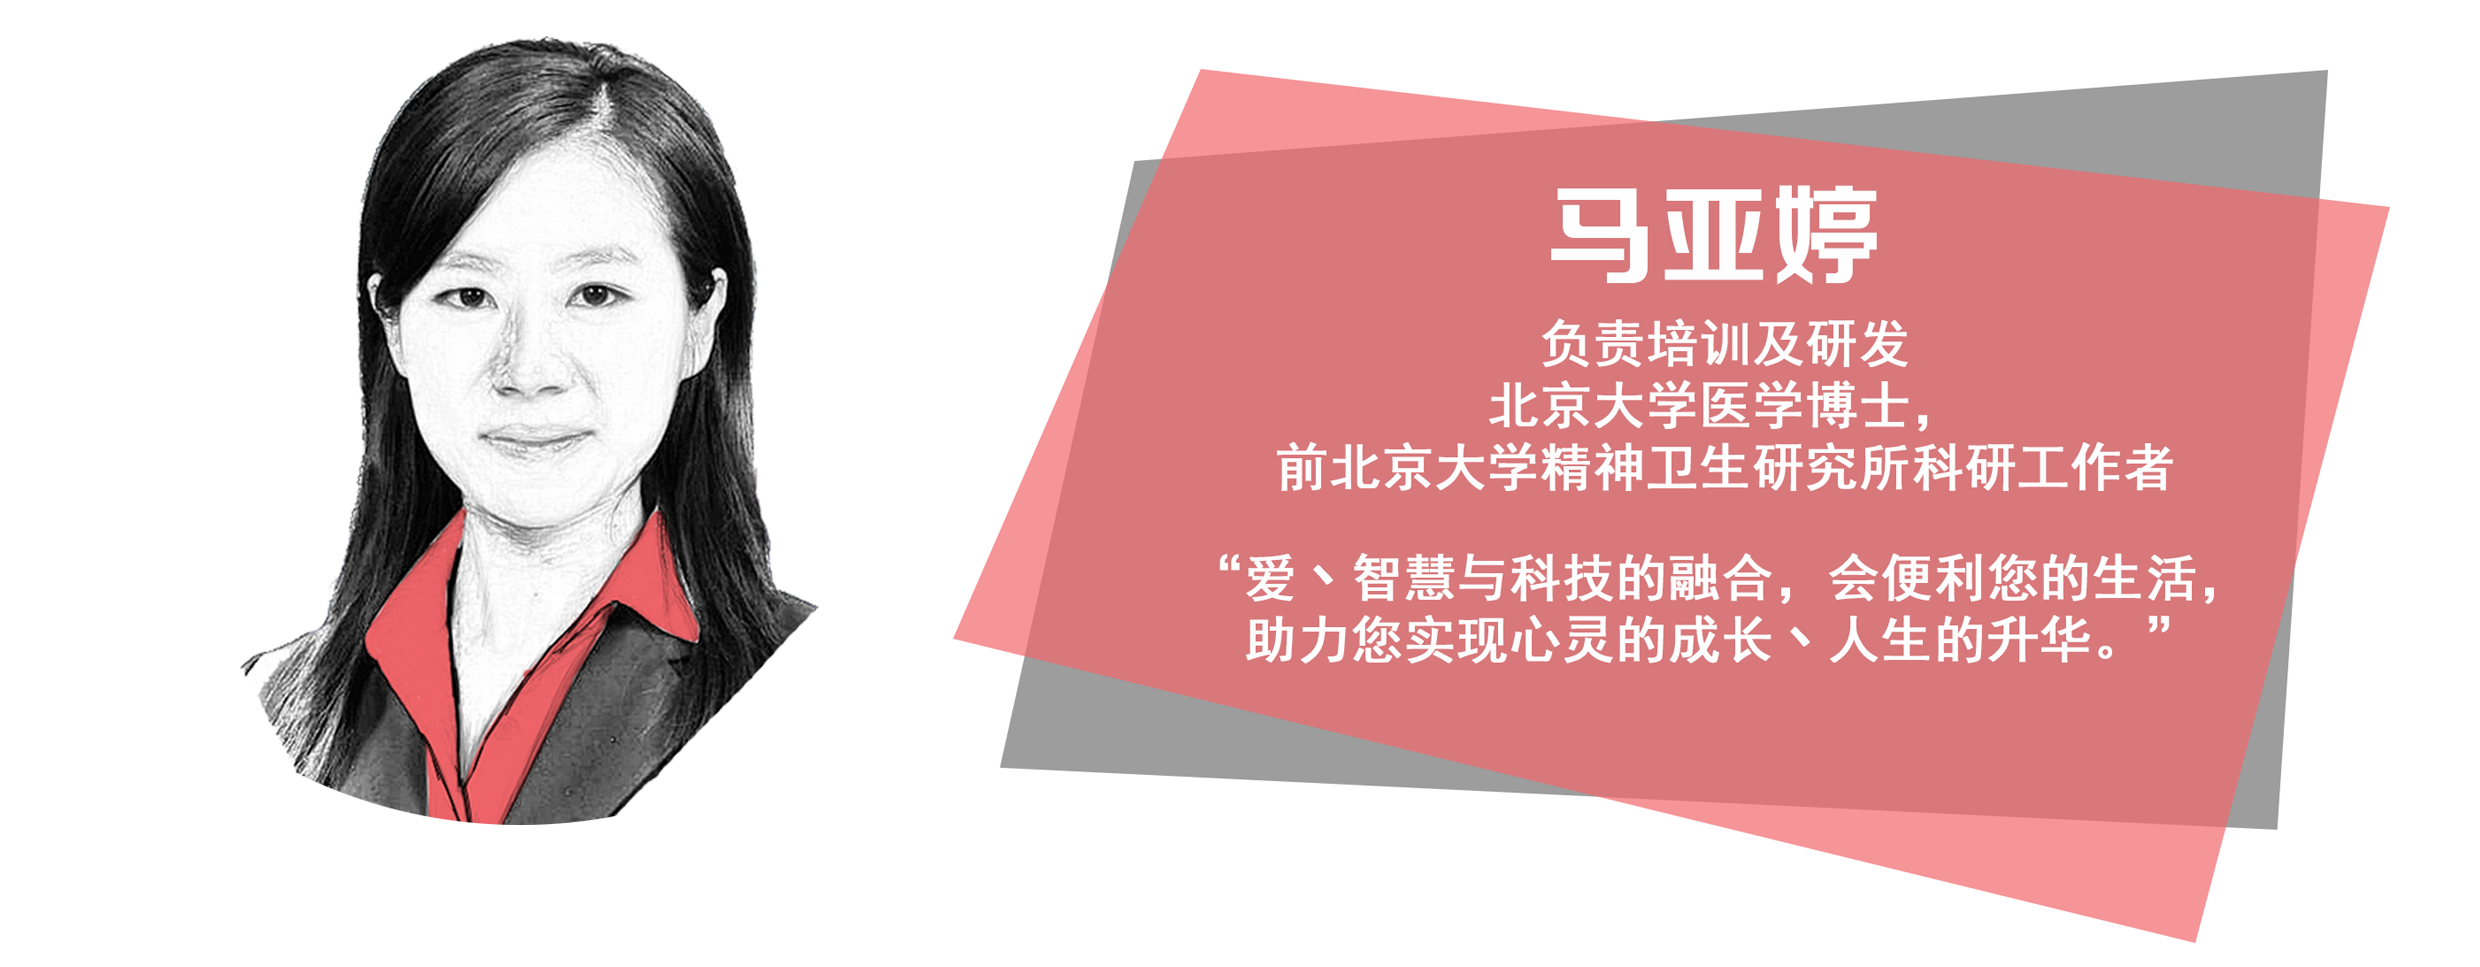 马亚婷
负责培训及研发
北京大学医学博士，
前北京大学精神卫生研究所科研工作者
“爱丶智慧与科技的融合，会便利您的生活，
助力您实现心灵的成长丶人生的升华。”